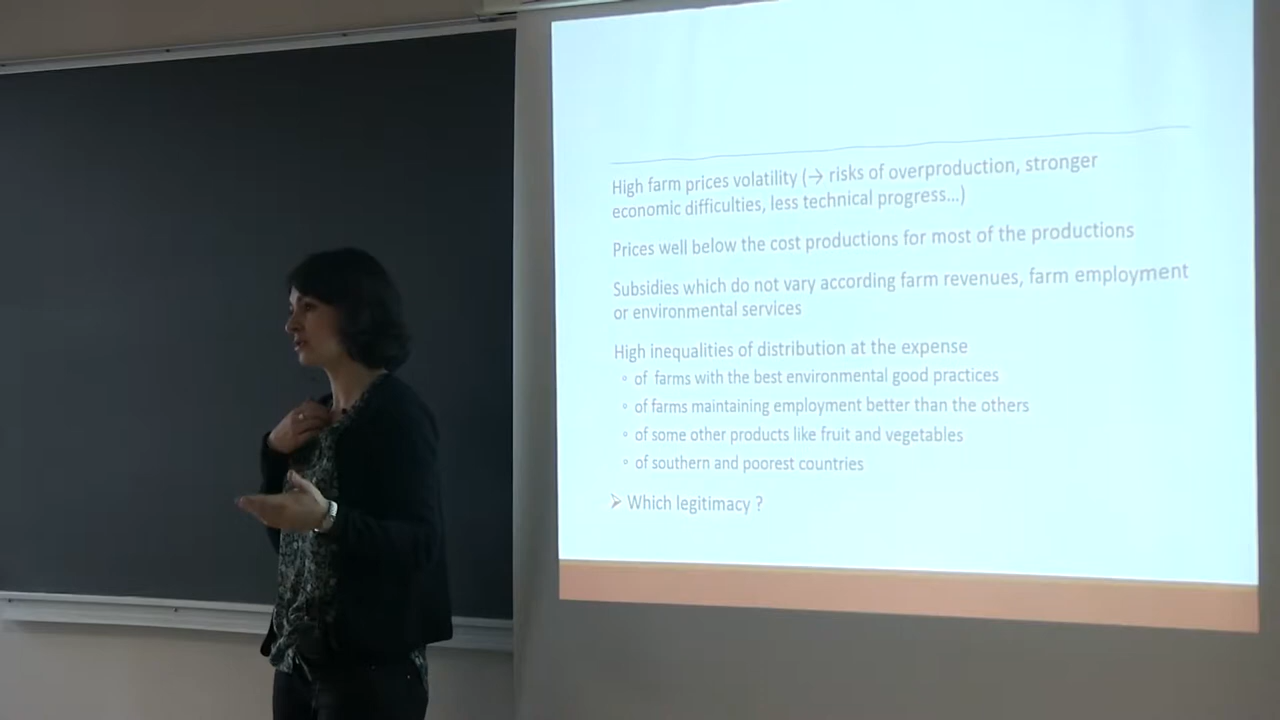 High farm prices volatility (→ risks of overproduction, stronger
economic difficulties, less technical progress...)
Prices well below the cost productions for most of the productions
Subsidies which do not vary according farm revenues, farm employment
or environmental services
High inequalities of distribution at the expense
◦ of farms with the best environmental good practices
◦ of farms maintaining employment better than the others
◦ of some other products like fruit and vegetables
◦ of southern and poorest countries
➢ Which legitimacy ?